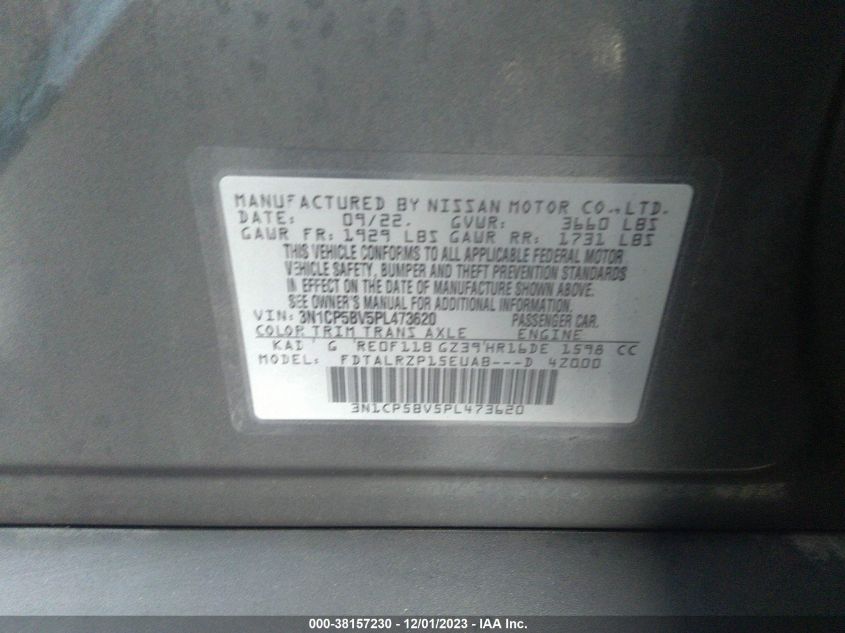 MANUFACTURED BY NISSAN MOTOR CO., LTD.
DATE: 09/22. GVWR: 3660 LBS
GAWR FR: 1929 LBS GAWR RR: 1731 LBS
THIS VEHICLE CONFORMS TO ALL APPLICABLE FEDERAL MOTOR
VEHICLE SAFETY, BUMPER AND THEFT PREVENTION STANDARDS
IN EFFECT ON THE DATE OF MANUFACTURE SHOWN ABOVE.
SEE OWNER'S MANUAL FOR ADDITIONAL INFORMATION.
VIN: 3N1CP5BV5PL473620 PASSENGER CAR.
COLOR TRIM TRANS AXLE ENGINE
KAD G RE0F11B GZ39 HR16DE 1598 CC
MODEL: FDTALRZP15EUAB---D 4Z000
3N1CP5BV5PL473620
000-38157230 - 12/01/2023 - IAA Inc.